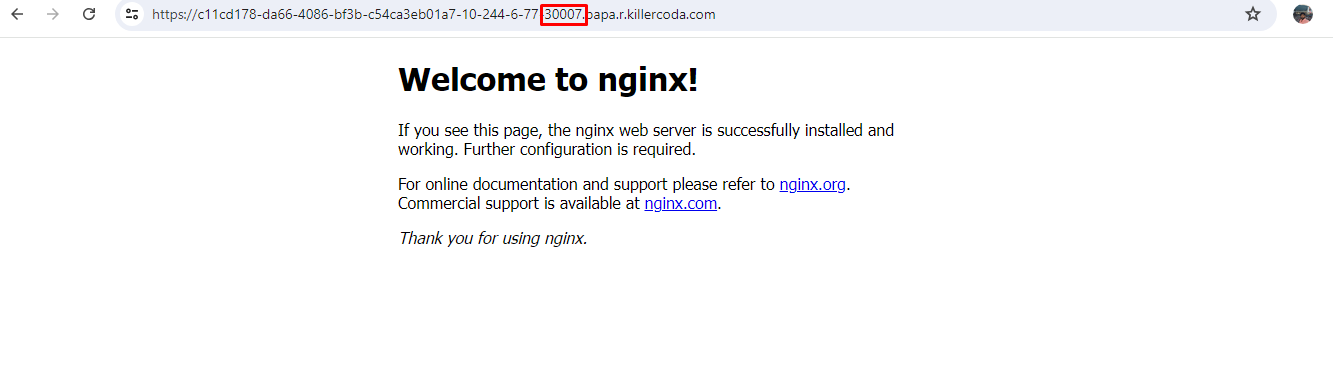 https://c11cd178-da66-4086-bf3b-c54ca3eb01a7-10-244-6-77-30007.papa.r.killercoda.com
Welcome to nginx!
If you see this page, the nginx web server is successfully installed and
working. Further configuration is required.
For online documentation and support please refer to nginx.org.
Commercial support is available at nginx.com.
Thank you for using nginx.